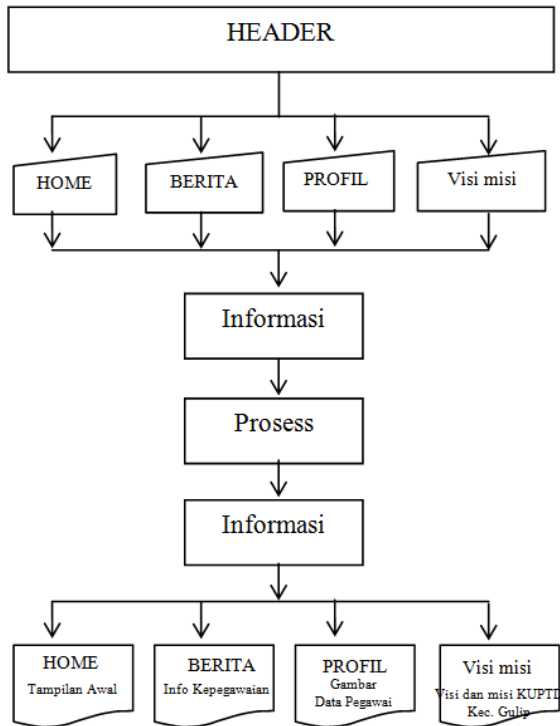 HEADER
HOME
BERITA
PROFIL
Visi misi
Informasi
Prosess
Informasi
HOME
Tampilan Awal
BERITA
Info Kepegawaian
PROFIL
Gambar
Data Pegawai
Visi misi
Visi dan misi KUPTD
Kec. Gulip